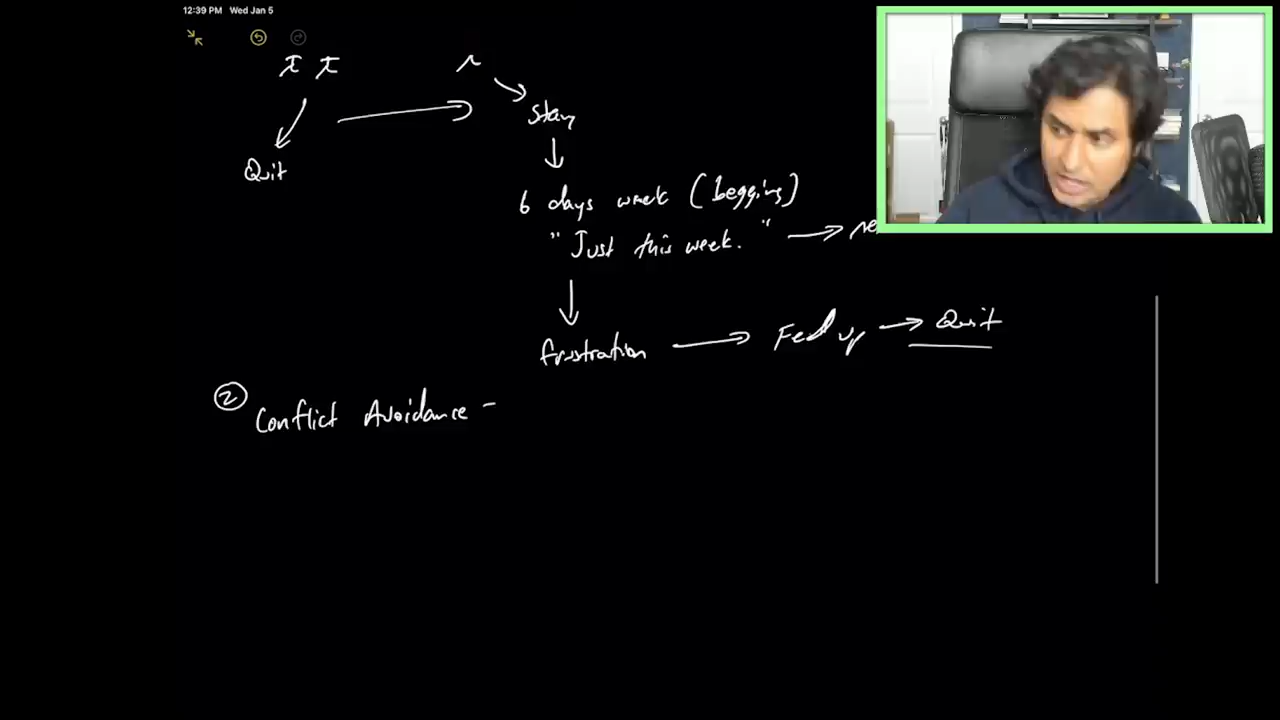 12:39 PM Wed Jan 5
Stay
Quit
6 days week (begging)
"Just this week."
frustration → Fed up → Quit
② Conflict Avoidance -